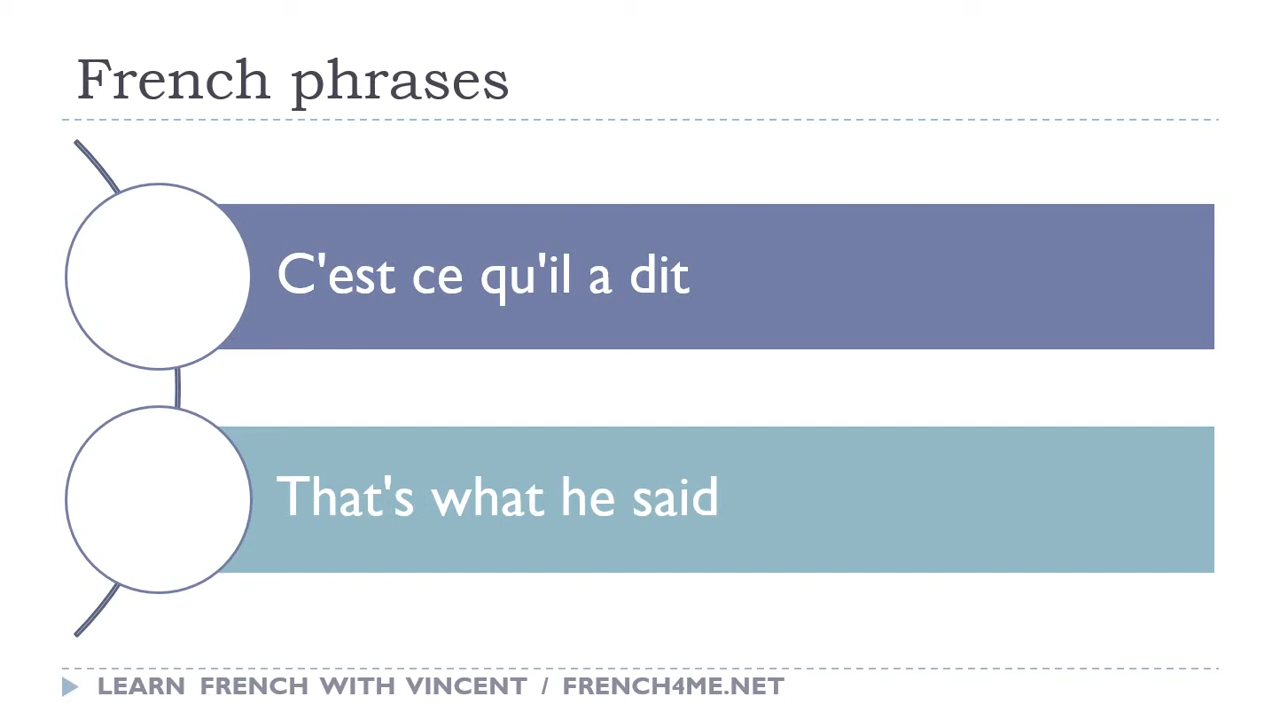 French phrases
C'est ce qu'il a dit
That's what he said
LEARN FRENCH WITH VINCENT / FRENCH4ME.NET